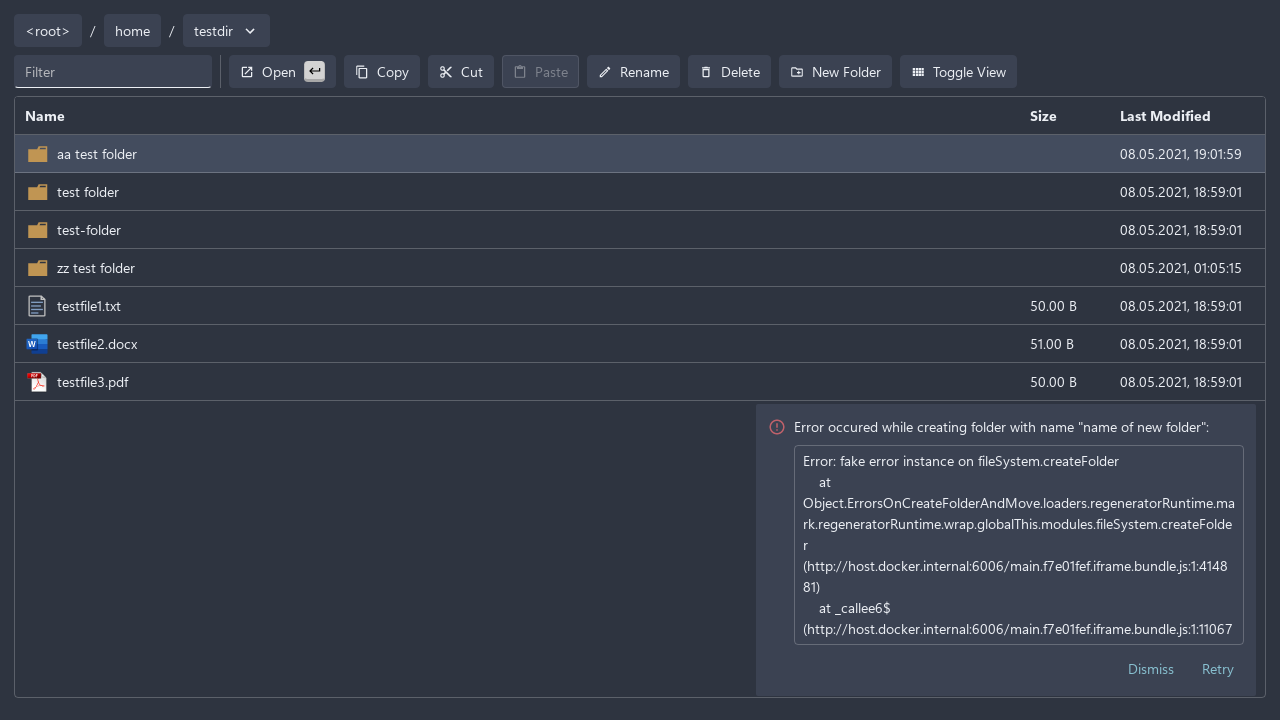 <root> / home / testdir
Filter Open Copy Cut Paste Rename Delete New Folder Toggle View
Name Size Last Modified
aa test folder 08.05.2021, 19:01:59
test folder 08.05.2021, 18:59:01
test-folder 08.05.2021, 18:59:01
zz test folder 08.05.2021, 01:05:15
testfile1.txt 50.00 B 08.05.2021, 18:59:01
W testfile2.docx 51.00 B 08.05.2021, 18:59:01
PDF testfile3.pdf 50.00 B 08.05.2021, 18:59:01
Error occured while creating folder with name "name of new folder":
Error: fake error instance on fileSystem.createFolder
at
Object.ErrorsOnCreateFolderAndMove.loaders.regeneratorRuntime.ma
rk.regeneratorRuntime.wrap.globalThis.modules.fileSystem.createFolde
r
(http://host.docker.internal:6006/main.f7e01fef.iframe.bundle.js:1:4148
81)
at _callee6$
(http://host.docker.internal:6006/main.f7e01fef.iframe.bundle.js:1:11067
Dismiss Retry